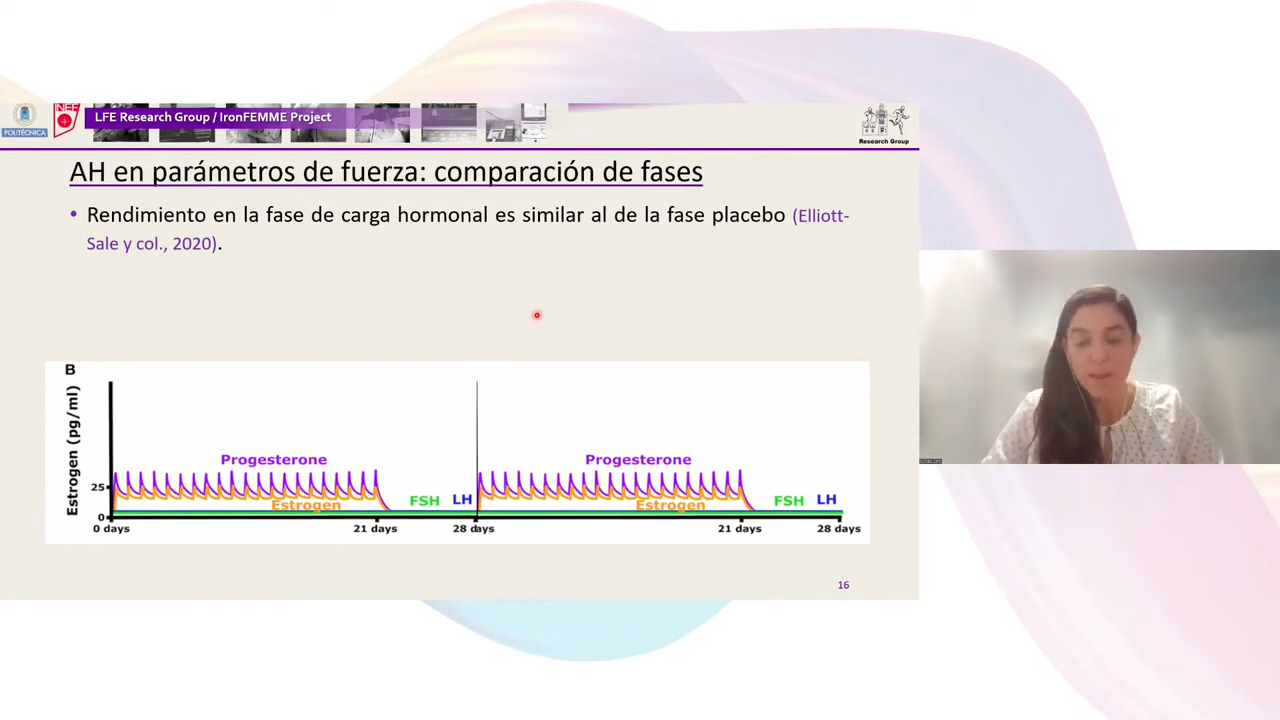 POLITÉCNICA
INEF
LFE Research Group / IronFEMME Project
Research Group
AH en parámetros de fuerza: comparación de fases
• Rendimiento en la fase de carga hormonal es similar al de la fase placebo (Elliott-
Sale y col., 2020).
B
Estrogen (pg/ml)
25
0
Progesterone
Estrogen
FSH
LH
Progesterone
Estrogen
FSH
LH
0 days
21 days
28 days
21 days
28 days
16